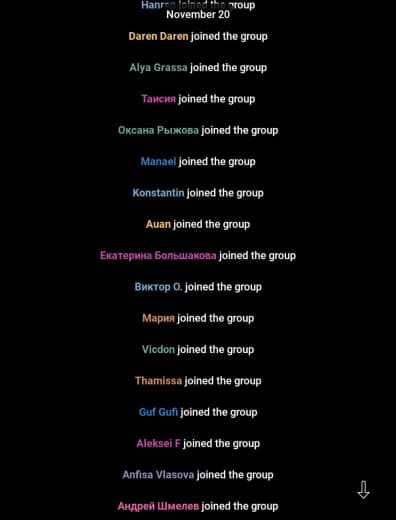 joined the group
November 20
Daren Daren joined the group
Alya Grassa joined the group
Таисия joined the group
Оксана Рыжова joined the group
Manael joined the group
Konstantin joined the group
Auan joined the group
Екатерина Большакова joined the group
Виктор О. joined the group
Мария joined the group
Vicdon joined the group
Thamissa joined the group
Guf Gufi joined the group
Aleksei F joined the group
Anfisa Vlasova joined the group
Андрей Шмелев joined the group